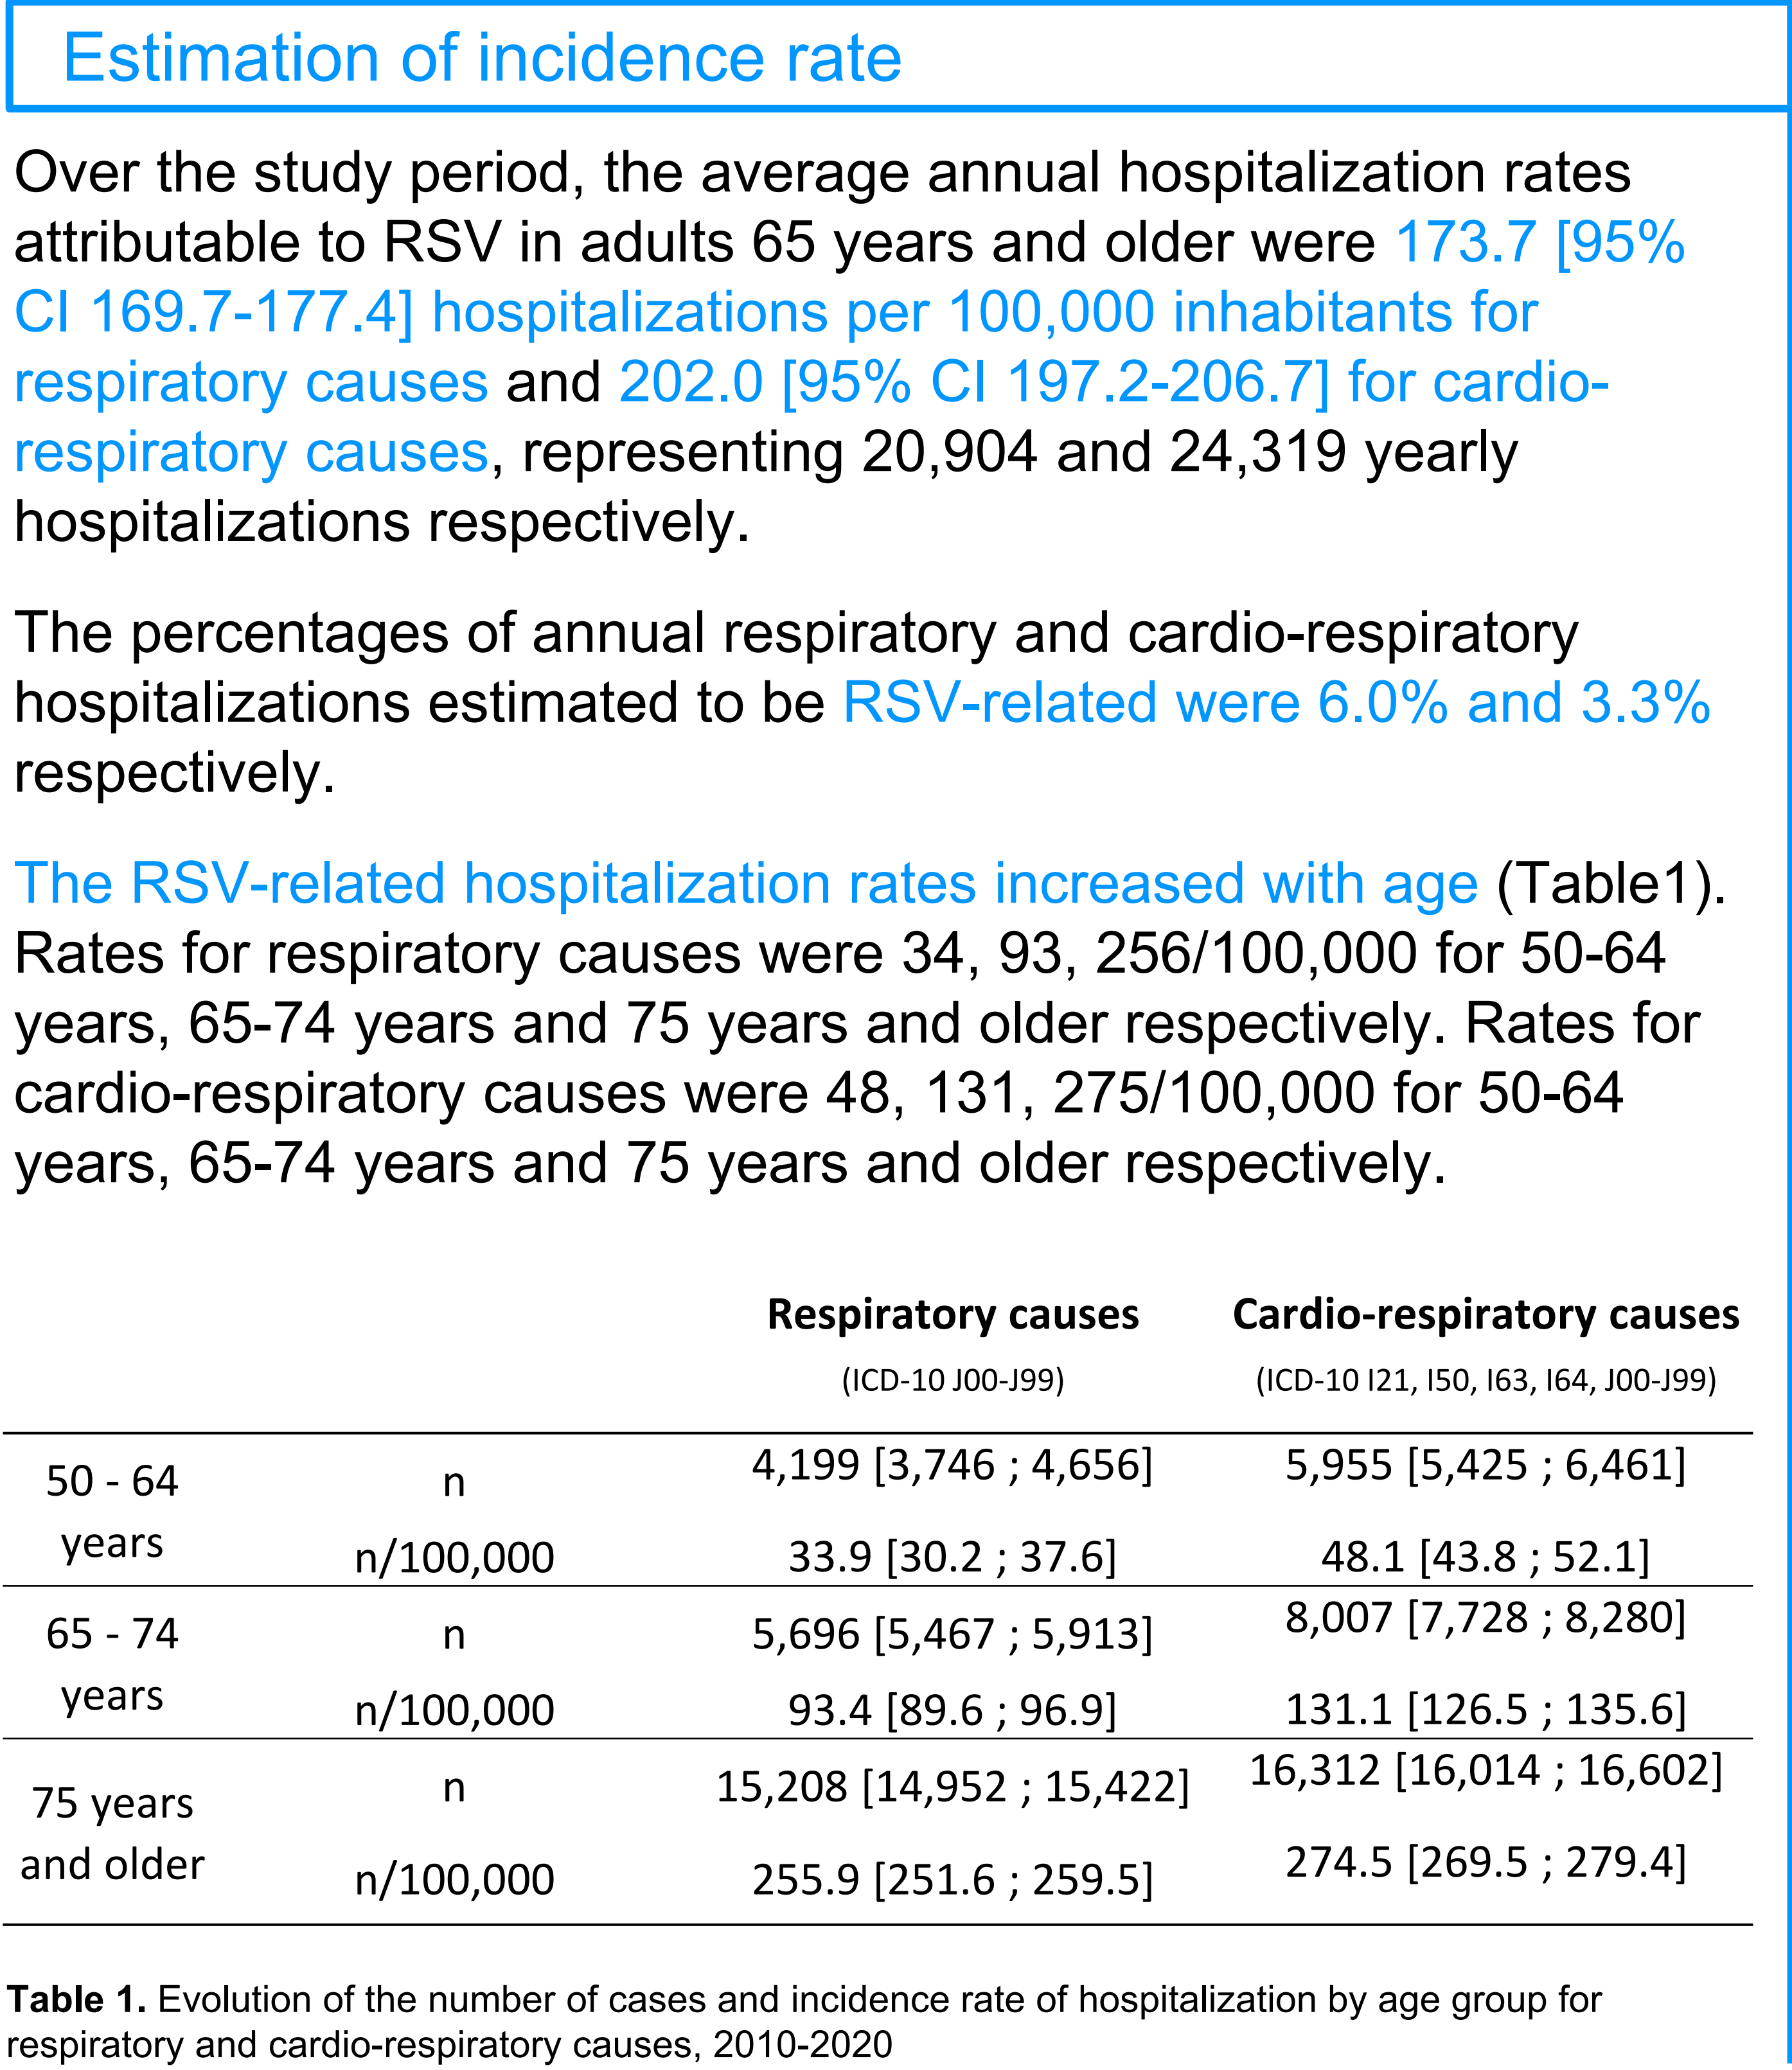 Estimation of incidence rate
Over the study period, the average annual hospitalization rates
attributable to RSV in adults 65 years and older were 173.7 [95%
CI 169.7-177.4] hospitalizations per 100,000 inhabitants for
respiratory causes and 202.0 [95% CI 197.2-206.7] for cardio-
respiratory causes, representing 20,904 and 24,319 yearly
hospitalizations respectively.
The percentages of annual respiratory and cardio-respiratory
hospitalizations estimated to be RSV-related were 6.0% and 3.3%
respectively.
The RSV-related hospitalization rates increased with age (Table1).
Rates for respiratory causes were 34, 93, 256/100,000 for 50-64
years, 65-74 years and 75 years and older respectively. Rates for
cardio-respiratory causes were 48, 131, 275/100,000 for 50-64
years, 65-74 years and 75 years and older respectively.
Respiratory causes Cardio-respiratory causes
(ICD-10 J00-J99) (ICD-10 I21, I50, I63, I64, J00-J99)
50 - 64 years n 4,199 [3,746 ; 4,656] 5,955 [5,425 ; 6,461]
n/100,000 33.9 [30.2 ; 37.6] 48.1 [43.8 ; 52.1]
65 - 74 years n 5,696 [5,467 ; 5,913] 8,007 [7,728 ; 8,280]
n/100,000 93.4 [89.6 ; 96.9] 131.1 [126.5 ; 135.6]
75 years and older n 15,208 [14,952 ; 15,422] 16,312 [16,014 ; 16,602]
n/100,000 255.9 [251.6 ; 259.5] 274.5 [269.5 ; 279.4]
Table 1. Evolution of the number of cases and incidence rate of hospitalization by age group for
respiratory and cardio-respiratory causes, 2010-2020